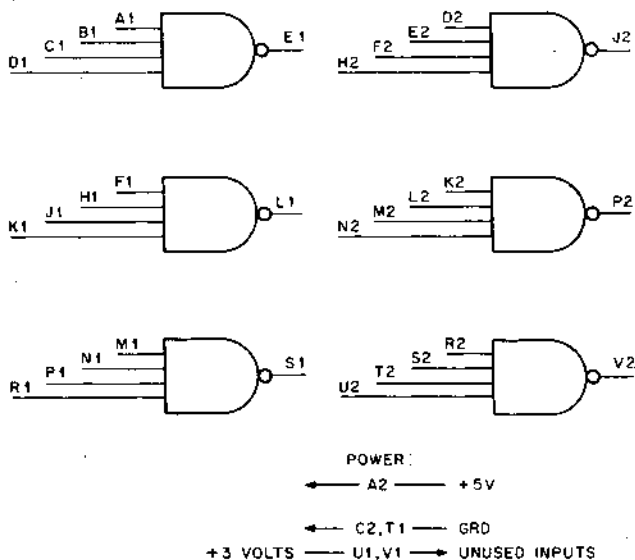 A1
B1
C1
D1
E1
D2
E2
F2
H2
J2
F1
H1
J1
K1
L1
K2
L2
M2
N2
P2
M1
N1
P1
R1
S1
R2
S2
T2
U2
V2
POWER:
A2 +5V
C2, T1 GRD
+3 VOLTS U1, V1 UNUSED INPUTS